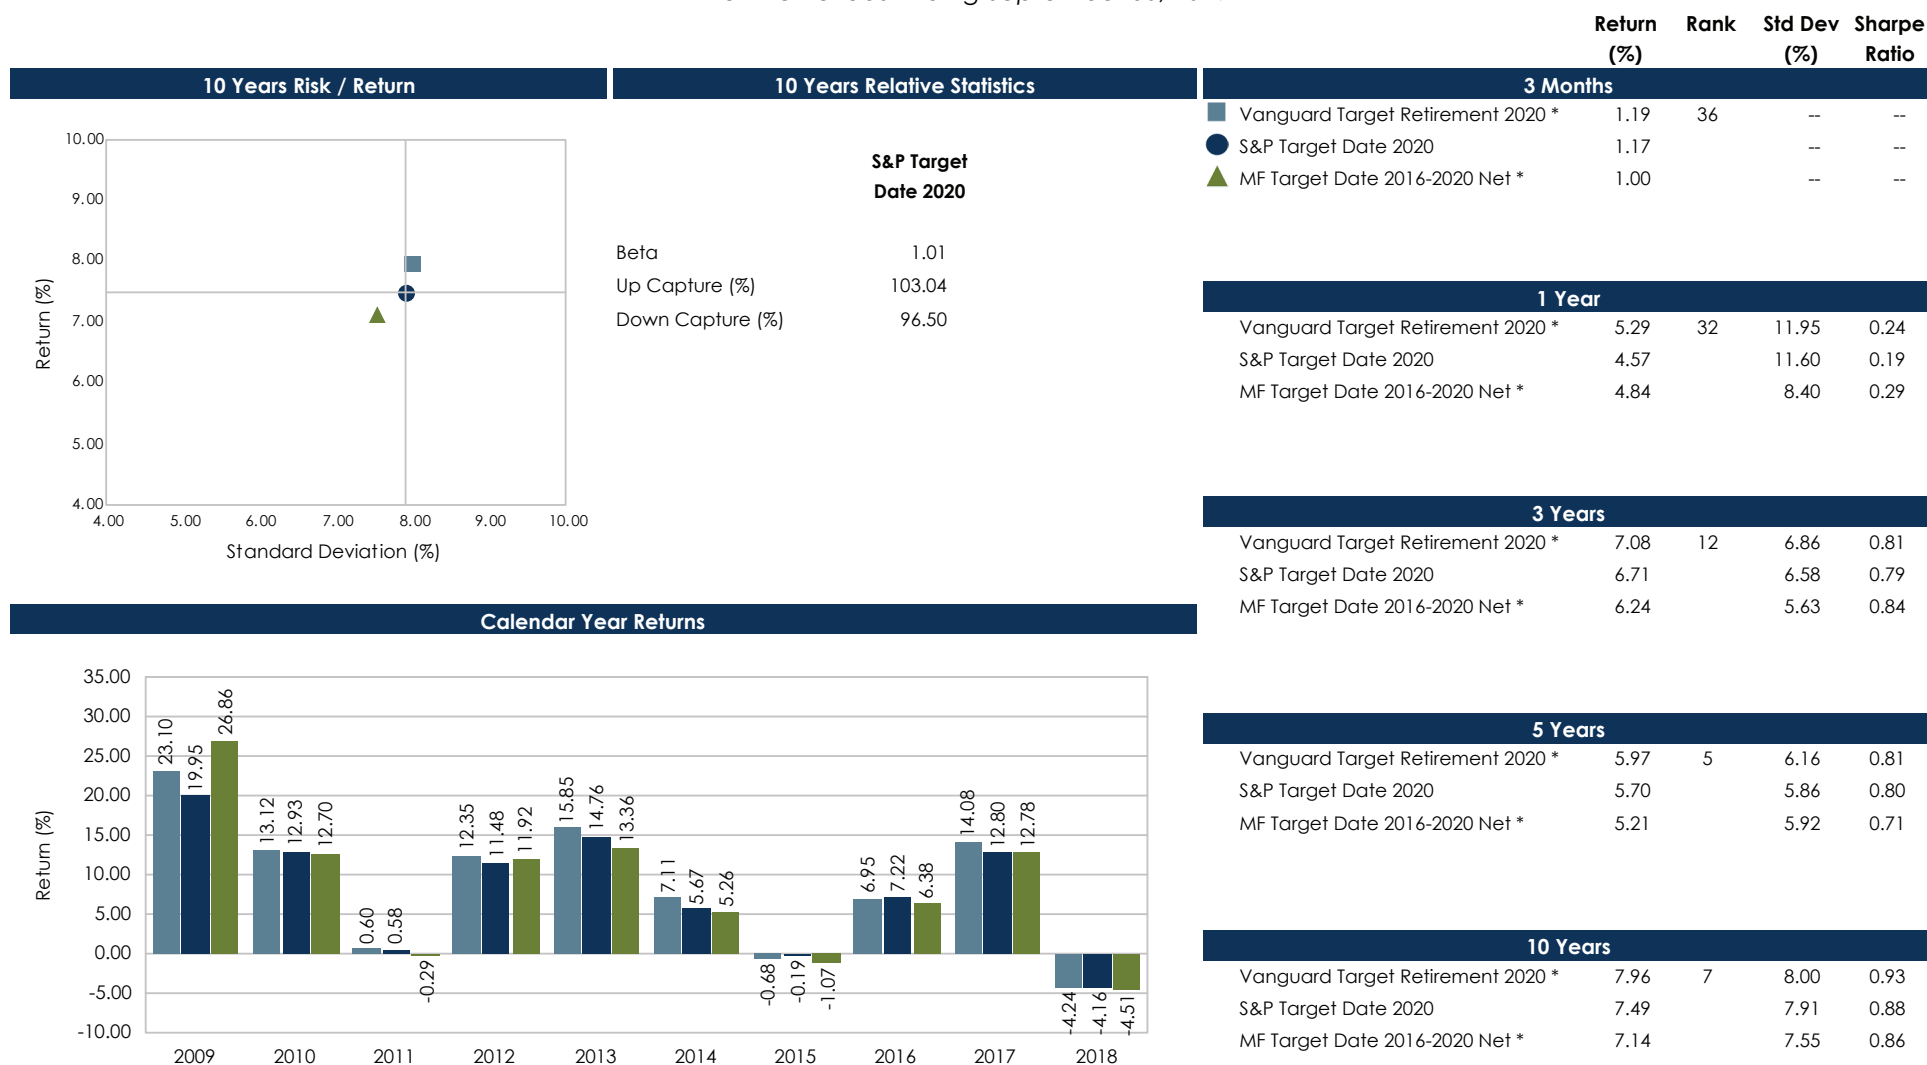 Return Rank Std Dev Sharpe
(%) (%) Ratio
10 Years Risk / Return
10.00
9.00
8.00
7.00
6.00
5.00
4.00
Return (%)
4.00 5.00 6.00 7.00 8.00 9.00 10.00
Standard Deviation (%)
10 Years Relative Statistics
S&P Target
Date 2020
Beta 1.01
Up Capture (%) 103.04
Down Capture (%) 96.50
3 Months
Vanguard Target Retirement 2020 * 1.19 36 -- --
S&P Target Date 2020 1.17 -- --
MF Target Date 2016-2020 Net * 1.00 -- --
1 Year
Vanguard Target Retirement 2020 * 5.29 32 11.95 0.24
S&P Target Date 2020 4.57 11.60 0.19
MF Target Date 2016-2020 Net * 4.84 8.40 0.29
3 Years
Vanguard Target Retirement 2020 * 7.08 12 6.86 0.81
S&P Target Date 2020 6.71 6.58 0.79
MF Target Date 2016-2020 Net * 6.24 5.63 0.84
5 Years
Vanguard Target Retirement 2020 * 5.97 5 6.16 0.81
S&P Target Date 2020 5.70 5.86 0.80
MF Target Date 2016-2020 Net * 5.21 5.92 0.71
10 Years
Vanguard Target Retirement 2020 * 7.96 7 8.00 0.93
S&P Target Date 2020 7.49 7.91 0.88
MF Target Date 2016-2020 Net * 7.14 7.55 0.86
Calendar Year Returns
35.00
30.00
25.00
20.00
15.00
10.00
5.00
0.00
-5.00
-10.00
Return (%)
23.10 19.95 26.86
13.12 12.93 12.70
0.60 0.58 -0.29
12.35 11.48 11.92
15.85 14.76 13.36
7.11 5.67 5.26
-0.68 -0.19 -1.07
6.95 7.22 6.38
14.08 12.80 12.78
-4.24 -4.16 -4.51
2009 2010 2011 2012 2013 2014 2015 2016 2017 2018